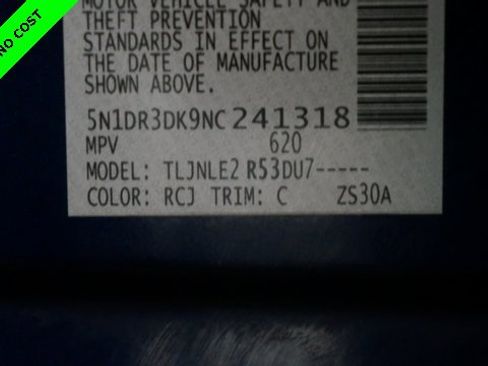 NO COST
MOTOR VEHICLE SAFETY AND
THEFT PREVENTION
STANDARDS IN EFFECT ON
THE DATE OF MANUFACTURE
SHOWN ABOVE.
5N1DR3DK9NC241318
MPV 620
MODEL: TLJNLE2 R53DU7-----
COLOR: RCJ TRIM: C ZS30A